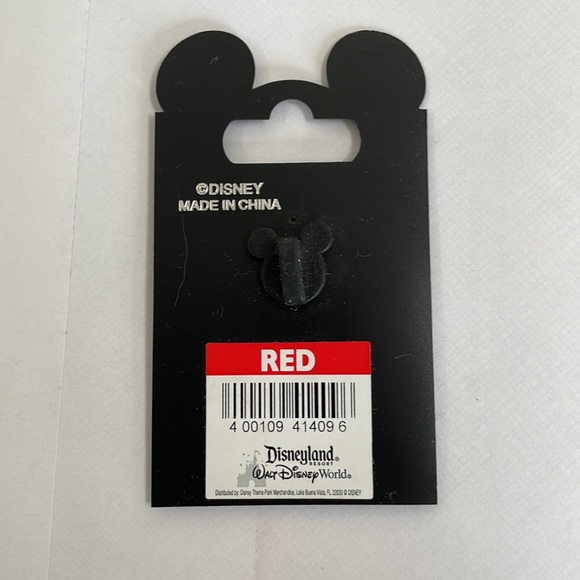 ©DISNEY
MADE IN CHINA
RED
4 00109 41409 6
Disneyland®
RESORT
WALT DISNEY World®
Distributed by: Disney Theme Park Merchandise, Lake Buena Vista, FL 32830 © DISNEY